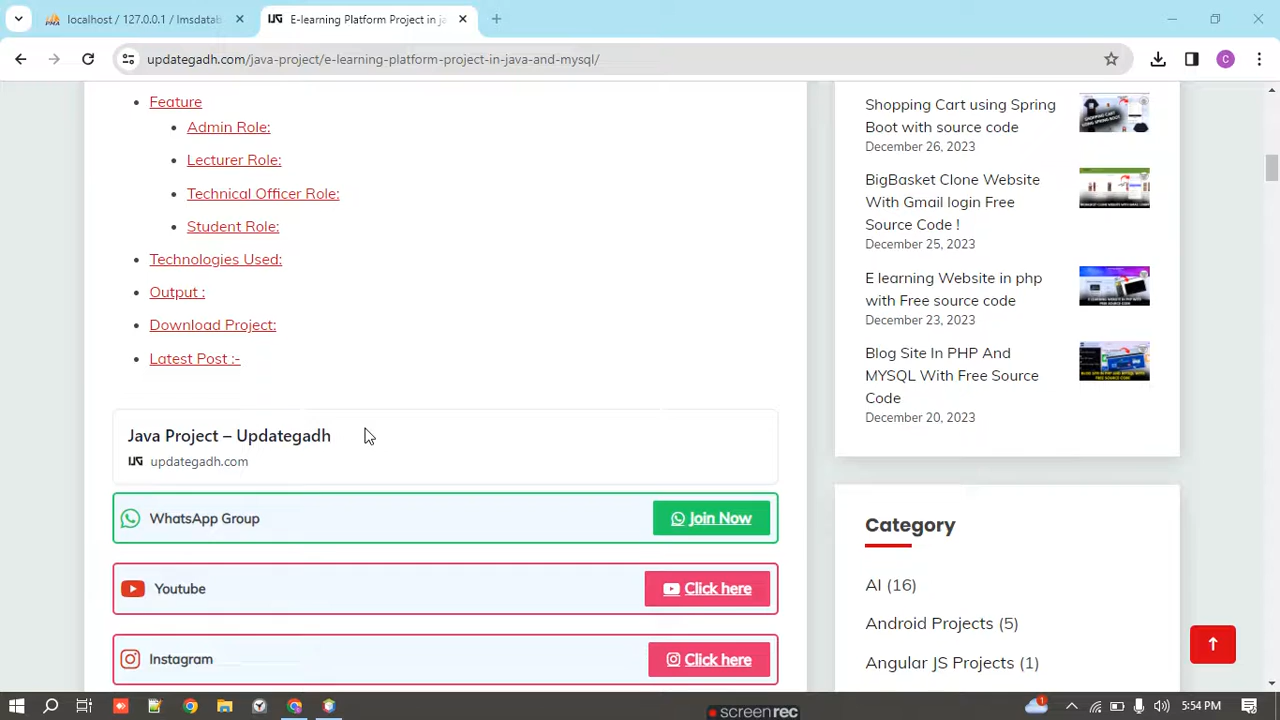 localhost / 127.0.0.1 / lmsdatab
E-learning Platform Project in ja
updategadh.com/java-project/e-learning-platform-project-in-java-and-mysql/
C
Feature
Admin Role:
Lecturer Role:
Technical Officer Role:
Student Role:
Technologies Used:
Output :
Download Project:
Latest Post :-
Java Project – Updategadh
updategadh.com
WhatsApp Group
Join Now
Youtube
Click here
Instagram
Click here
Shopping Cart using Spring
Boot with source code
December 26, 2023
BigBasket Clone Website
With Gmail login Free
Source Code !
December 25, 2023
E learning Website in php
with Free source code
December 23, 2023
Blog Site In PHP And
MYSQL With Free Source
Code
December 20, 2023
Category
AI (16)
Android Projects (5)
Angular JS Projects (1)
1
5:54 PM
screenrec